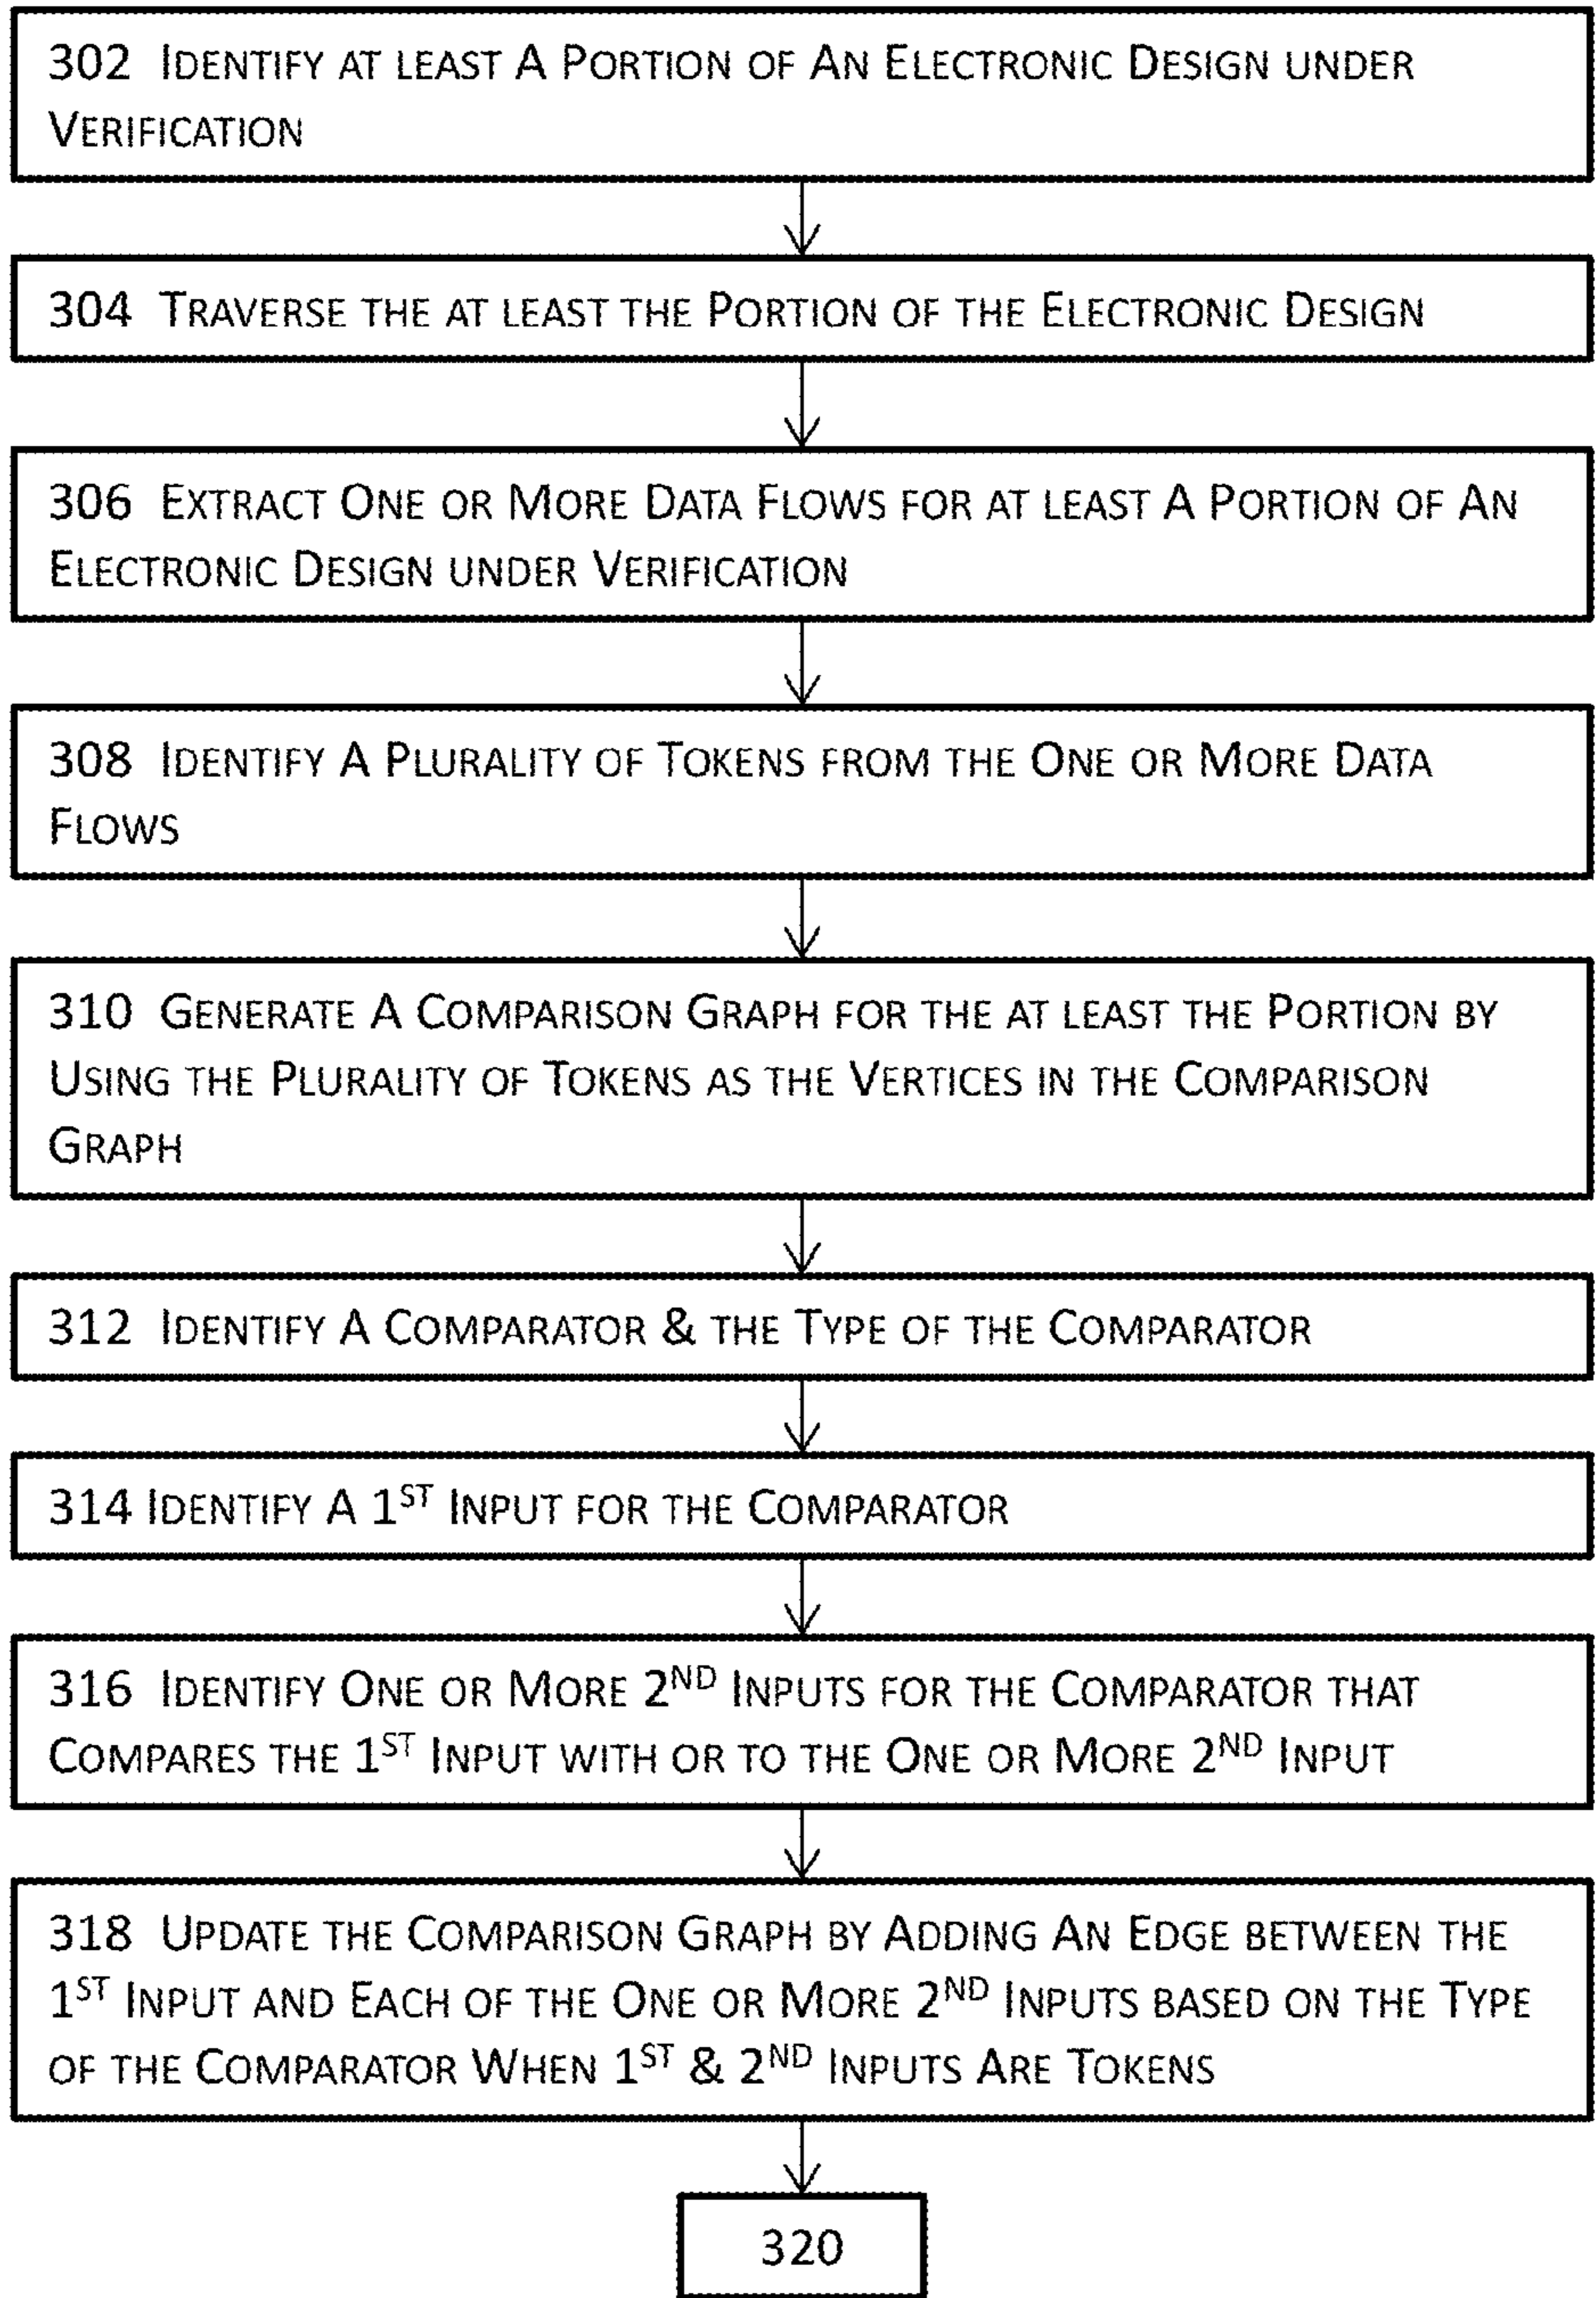 302 Identify at least A Portion of An Electronic Design under
Verification
304 Traverse the at least the Portion of the Electronic Design
306 Extract One or More Data Flows for at least A Portion of An
Electronic Design under Verification
308 Identify A Plurality of Tokens from the One or More Data
Flows
310 Generate A Comparison Graph for the at least the Portion by
Using the Plurality of Tokens as the Vertices in the Comparison
Graph
312 Identify A Comparator & the Type of the Comparator
314 Identify A 1st Input for the Comparator
316 Identify One or More 2nd Inputs for the Comparator that
Compares the 1st Input with or to the One or More 2nd Input
318 Update the Comparison Graph by Adding An Edge between the
1st Input and Each of the One or More 2nd Inputs based on the Type
of the Comparator When 1st & 2nd Inputs Are Tokens
320